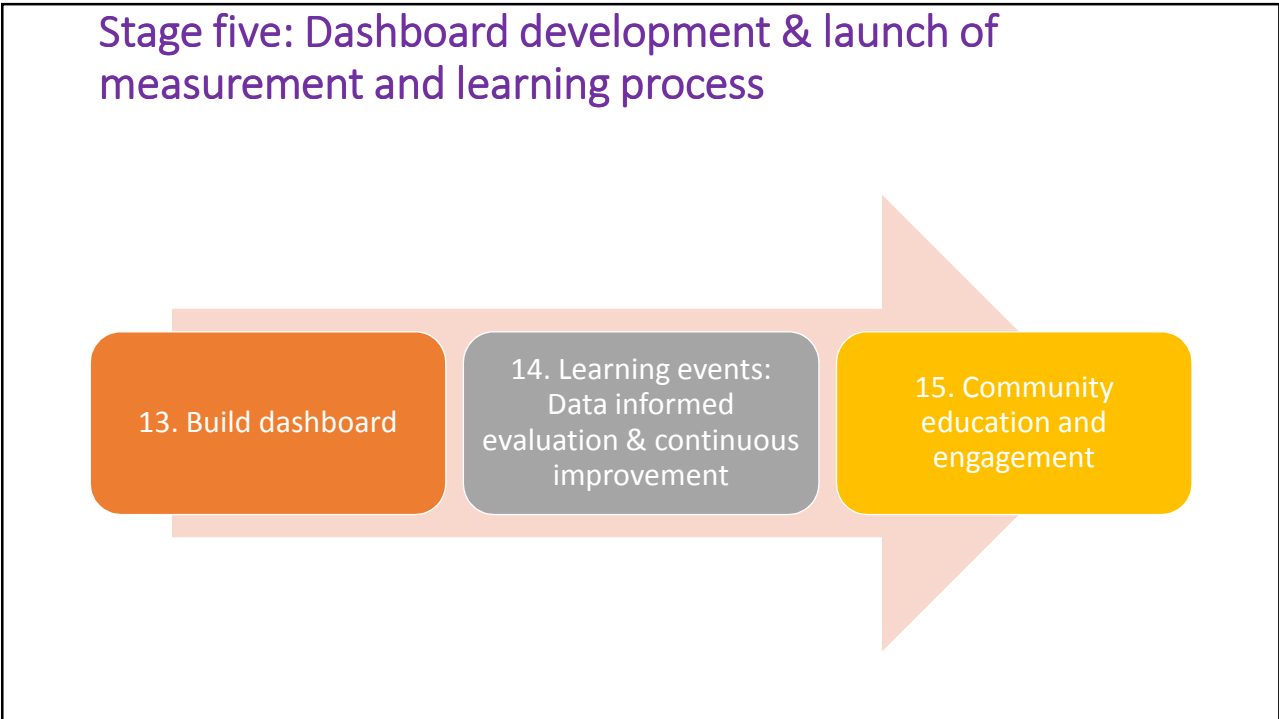 Stage five: Dashboard development & launch of
measurement and learning process
13. Build dashboard
14. Learning events:
Data informed
evaluation & continuous
improvement
15. Community
education and
engagement